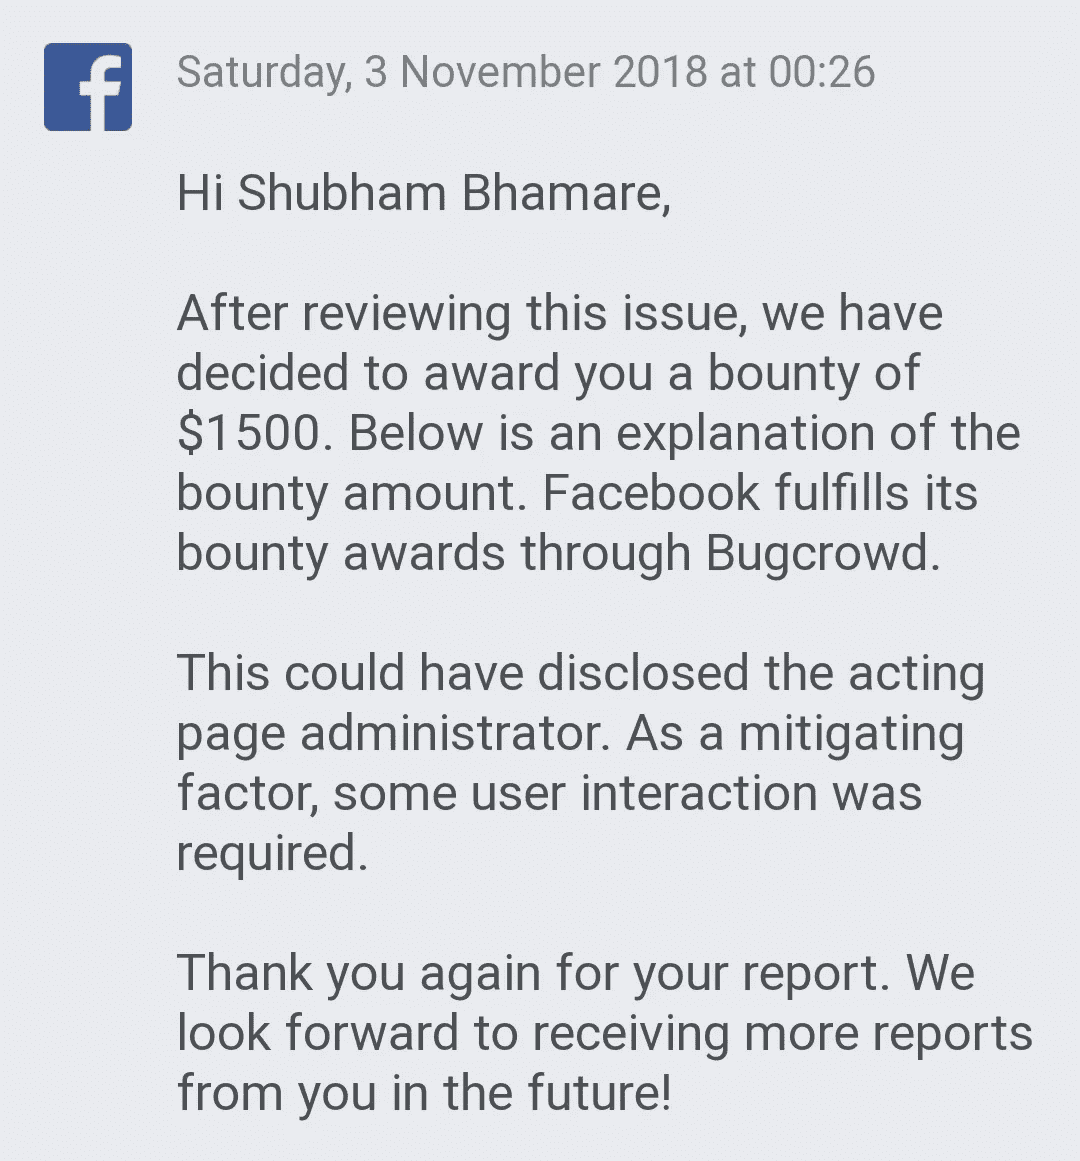 Saturday, 3 November 2018 at 00:26
Hi Shubham Bhamare,
After reviewing this issue, we have
decided to award you a bounty of
$1500. Below is an explanation of the
bounty amount. Facebook fulfills its
bounty awards through Bugcrowd.
This could have disclosed the acting
page administrator. As a mitigating
factor, some user interaction was
required.
Thank you again for your report. We
look forward to receiving more reports
from you in the future!